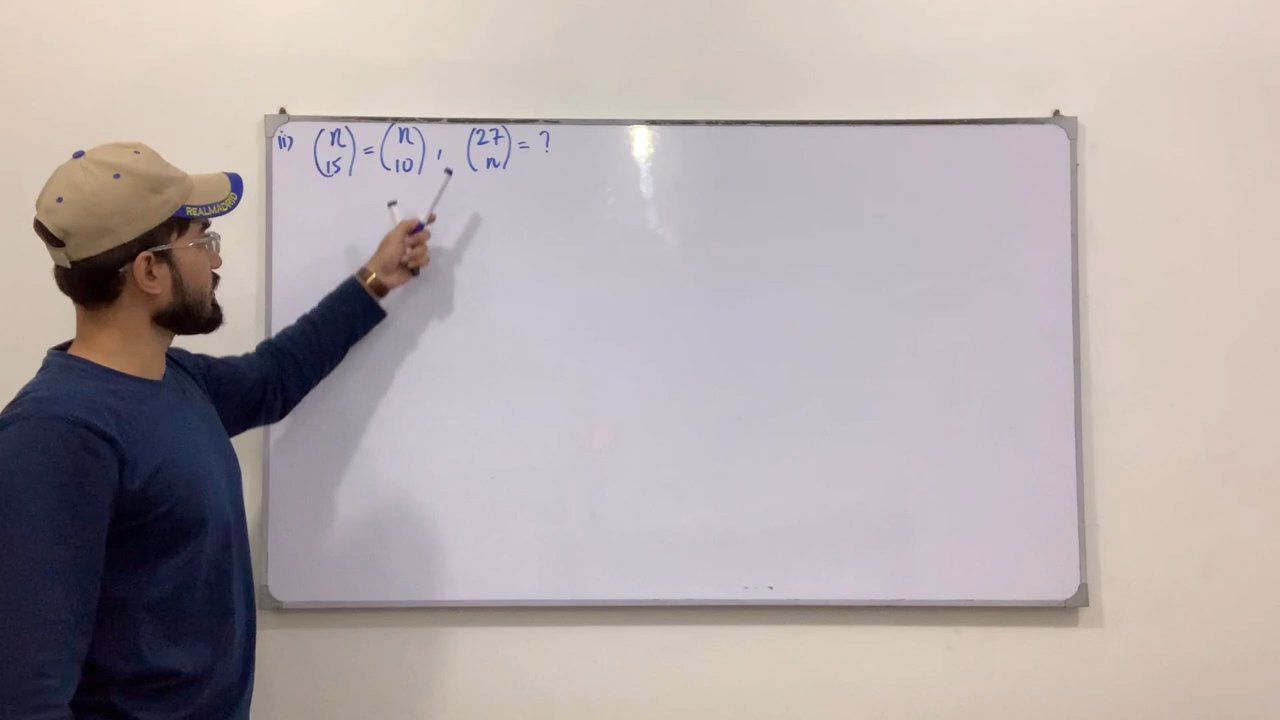 ii) (n 15) = (n 10) , (27 n) = ?
REALMADRID